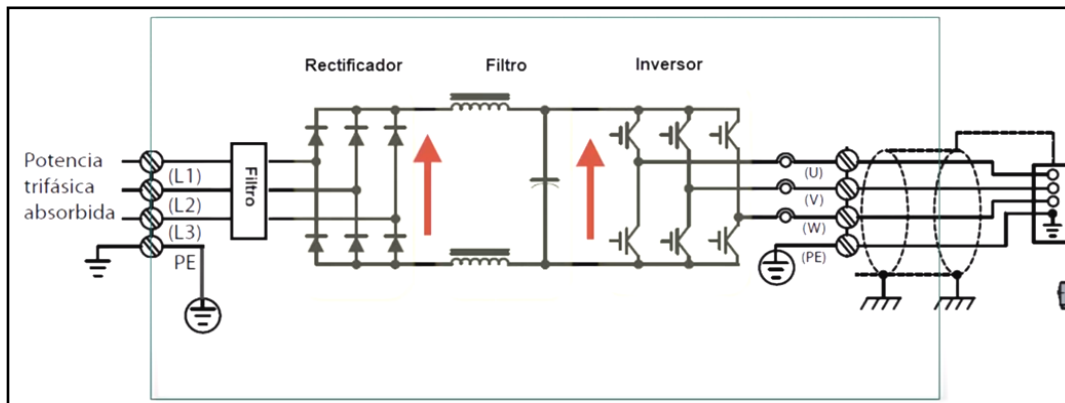 Rectificador
Filtro
Inversor
Potencia
trifásica
absorbida
(L1)
(L2)
(L3)
PE
Filtro
(U)
(V)
(W)
(PE)